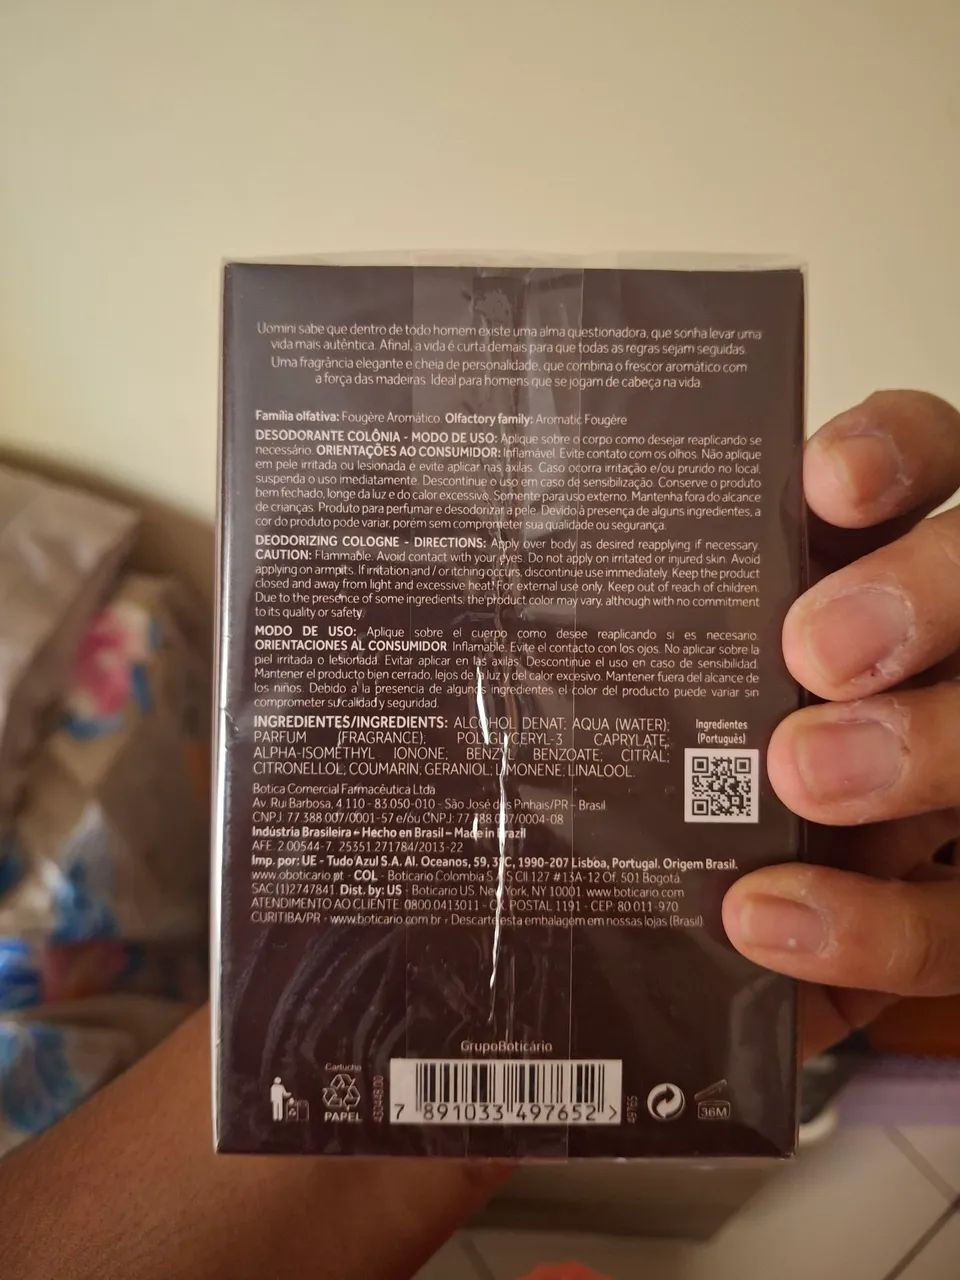 Uomini sabe que dentro de todo homem existe uma alma questionadora, que sonha levar uma
vida mais autêntica. Afinal, a vida é curta demais para que todas as regras sejam seguidas.
Uma fragrância elegante e cheia de personalidade, que combina o frescor aromático com
a força das madeiras. Ideal para homens que se jogam de cabeça na vida.
Família olfativa: Fougère Aromático. Olfactory family: Aromatic Fougère
DESODORANTE COLÔNIA - MODO DE USO: Aplique sobre o corpo como desejar reaplicando se
necessário. ORIENTAÇÕES AO CONSUMIDOR: Inflamável. Evite contato com os olhos. Não aplique
em pele irritada ou lesionada e evite aplicar nas axilas. Caso ocorra irritação e/ou prurido no local,
suspenda o uso imediatamente. Descontinue o uso em caso de sensibilização. Conserve o produto
bem fechado, longe da luz e do calor excessivo. Somente para uso externo. Mantenha fora do alcance
de crianças. Produto para perfumar e desodorizar a pele. Devido à presença de alguns ingredientes, a
cor do produto pode variar, porém sem comprometer sua qualidade ou segurança.
DEODORIZING COLOGNE - DIRECTIONS: Apply over body as desired reapplying if necessary.
CAUTION: Flammable. Avoid contact with your eyes. Do not apply on irritated or injured skin. Avoid
applying on armpits. If irritation and / or itching occurs, discontinue use immediately. Keep the product
closed and away from light and excessive heat. For external use only. Keep out of reach of children.
Due to the presence of some ingredients, the product color may vary, although with no commitment
to its quality or safety.
MODO DE USO: Aplique sobre el cuerpo como desee reaplicando si es necesario.
ORIENTACIONES AL CONSUMIDOR: Inflamable. Evite el contacto con los ojos. No aplicar sobre la
piel irritada o lesionada. Evitar aplicar en las axilas. Descontinue el uso en caso de sensibilidad.
Mantener el producto bien cerrado, lejos de la luz y del calor excesivo. Mantener fuera del alcance de
los niños. Debido a la presencia de algunos ingredientes el color del producto puede variar sin
comprometer su calidad y seguridad.
INGREDIENTES/INGREDIENTS: ALCOHOL DENAT; AQUA (WATER);
PARFUM (FRAGRANCE); POLYGLYCERYL-3 CAPRYLATE;
ALPHA-ISOMETHYL IONONE; BENZYL BENZOATE; CITRAL;
CITRONELLOL; COUMARIN; GERANIOL; LIMONENE; LINALOOL.
Ingredientes
(Português)
Botica Comercial Farmacêutica Ltda.
Av. Rui Barbosa, 4.110 - 83.050-010 - São José dos Pinhais/PR - Brasil
CNPJ: 77.388.007/0001-57 e/ou CNPJ: 77.388.007/0004-08
Indústria Brasileira - Hecho en Brasil - Made in Brazil
AFE: 2.00544-7. 25351.271784/2013-22
Imp. por: UE - Tudo Azul S.A. Al. Oceanos, 59, 3ºC, 1990-207 Lisboa, Portugal. Origem Brasil.
www.oboticario.pt - COL - Boticario Colombia S.A.S Cll 127 #13A-12 Of. 501 Bogotá.
SAC (1)2747841. Dist. by: US - Boticario US. New York, NY 10001. www.boticario.com
ATENDIMENTO AO CLIENTE: 0800 0413011 - CX. POSTAL 1191 - CEP: 80 011-970
CURITIBA/PR - www.boticario.com.br - Descarte esta embalagem em nossas lojas (Brasil).
GrupoBoticário
Cartucho
PAPEL
7 891033 497652 >
49765
36M